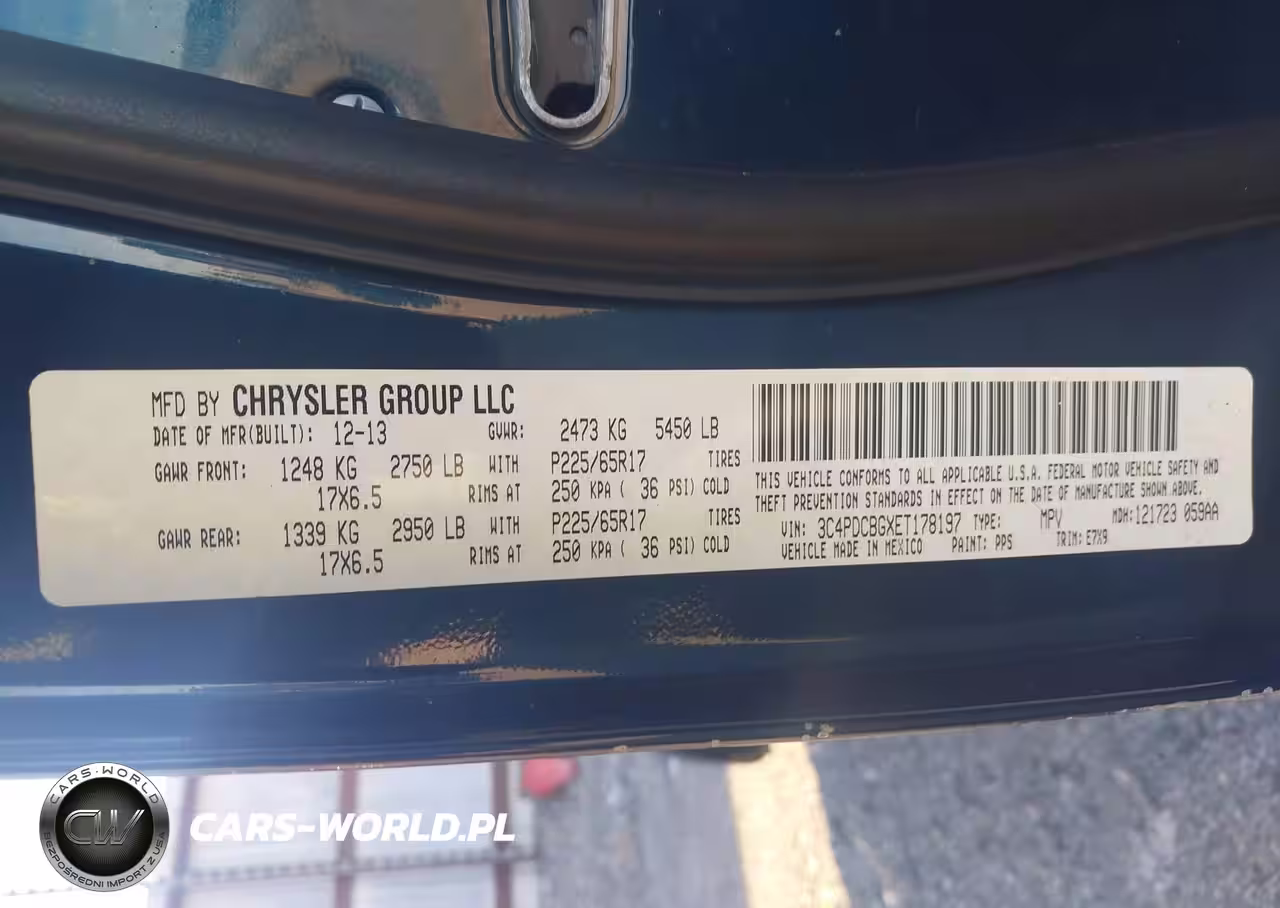 MFD BY CHRYSLER GROUP LLC
DATE OF MFR(BUILT): 12-13 GVWR: 2473 KG 5450 LB
GAWR FRONT: 1248 KG 2750 LB WITH P225/65R17 TIRES
17X6.5 RIMS AT 250 KPA ( 36 PSI) COLD
GAWR REAR: 1339 KG 2950 LB WITH P225/65R17 TIRES
17X6.5 RIMS AT 250 KPA ( 36 PSI) COLD
THIS VEHICLE CONFORMS TO ALL APPLICABLE U.S.A. FEDERAL MOTOR VEHICLE SAFETY AND
THEFT PREVENTION STANDARDS IN EFFECT ON THE DATE OF MANUFACTURE SHOWN ABOVE.
VIN: 3C4PDCBGXET178197 TYPE: MPV MDH: 121723 059AA
VEHICLE MADE IN MEXICO PAINT: PPS TRIM: E7X9
CARS-WORLD
CW
BEZPOŚREDNI IMPORT Z USA
CARS-WORLD.PL